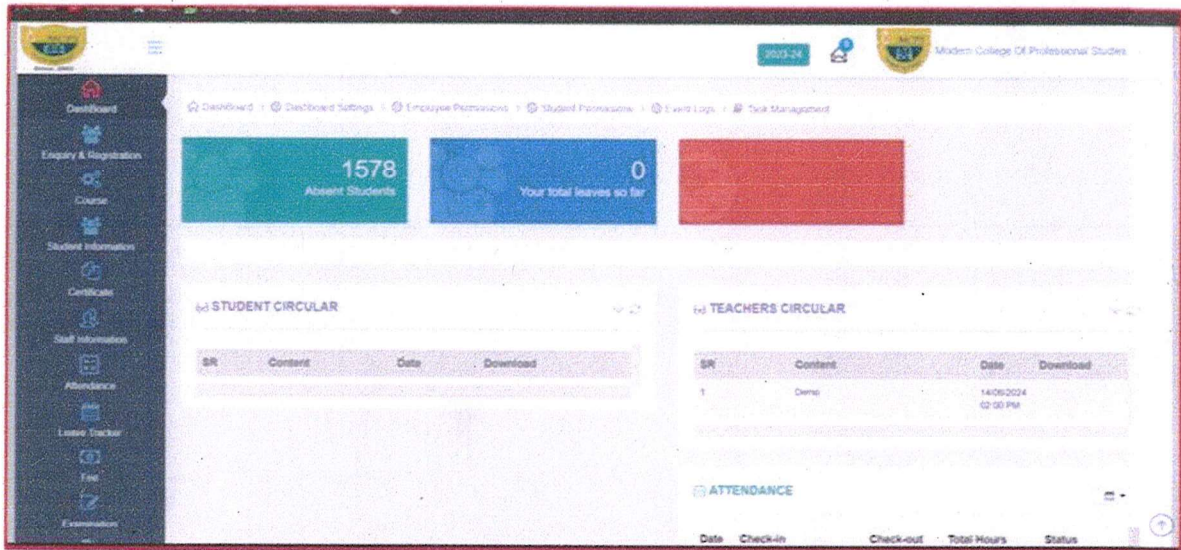 2023-24
Modern College Of Professional Studies
Dashboard
Enquiry & Registration
Course
Student Information
Certificate
Staff Information
Attendance
Leave Tracker
Test
Examination
Dashboard
Dashboard Settings
Employee Permissions
Student Permissions
Event Logs
Task Management
1578
Absent Students
0
Your total leaves so far
STUDENT CIRCULAR
SR Content Date Download
TEACHERS CIRCULAR
SR Content Date Download
1 Demo 14/06/2024
02:00 PM
ATTENDANCE
Date Check-in Check-out Total Hours Status